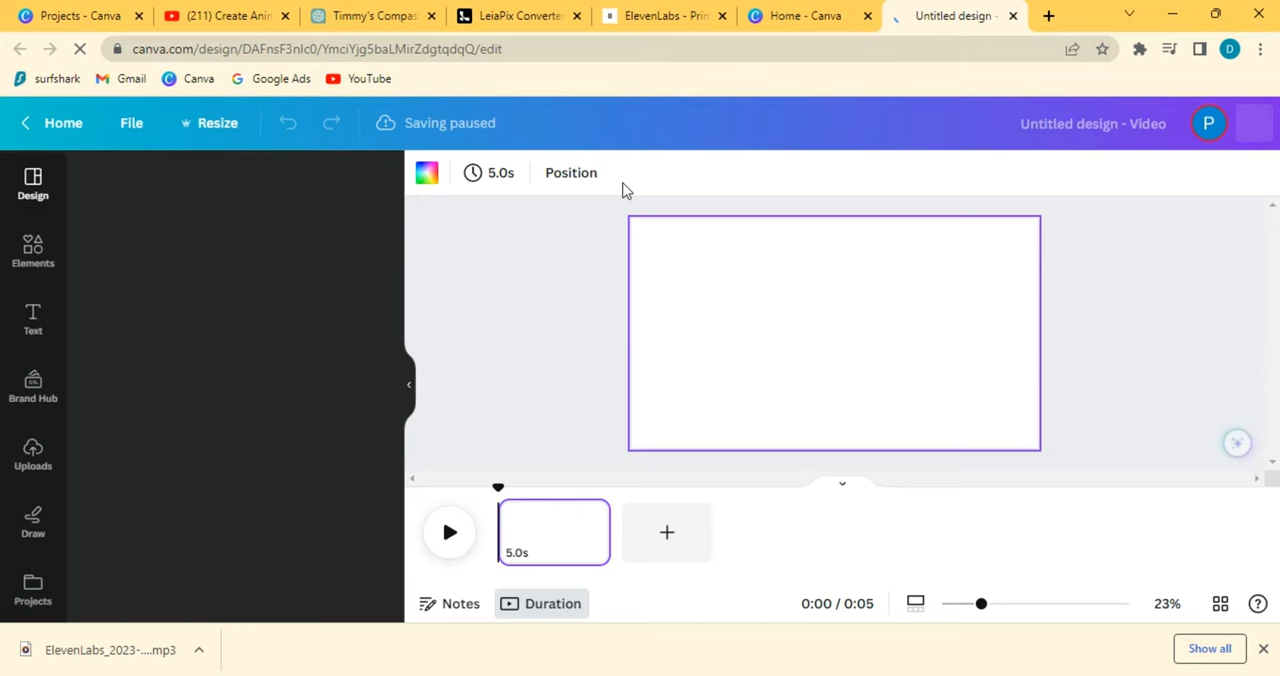 Projects - Canva
(211) Create Anin
Timmy's Compas
LeiaPix Converte
ElevenLabs - Prin
Home - Canva
Untitled design -
canva.com/design/DAFnsF3nIc0/YmciYjg5baLMirZdgtqdqQ/edit
D
surfshark
Gmail
Canva
Google Ads
YouTube
Home
File
Resize
Saving paused
Untitled design - Video
P
5.0s
Position
Design
Elements
Text
Brand Hub
Uploads
Draw
Projects
5.0s
Notes
Duration
0:00 / 0:05
23%
ElevenLabs_2023-....mp3
Show all